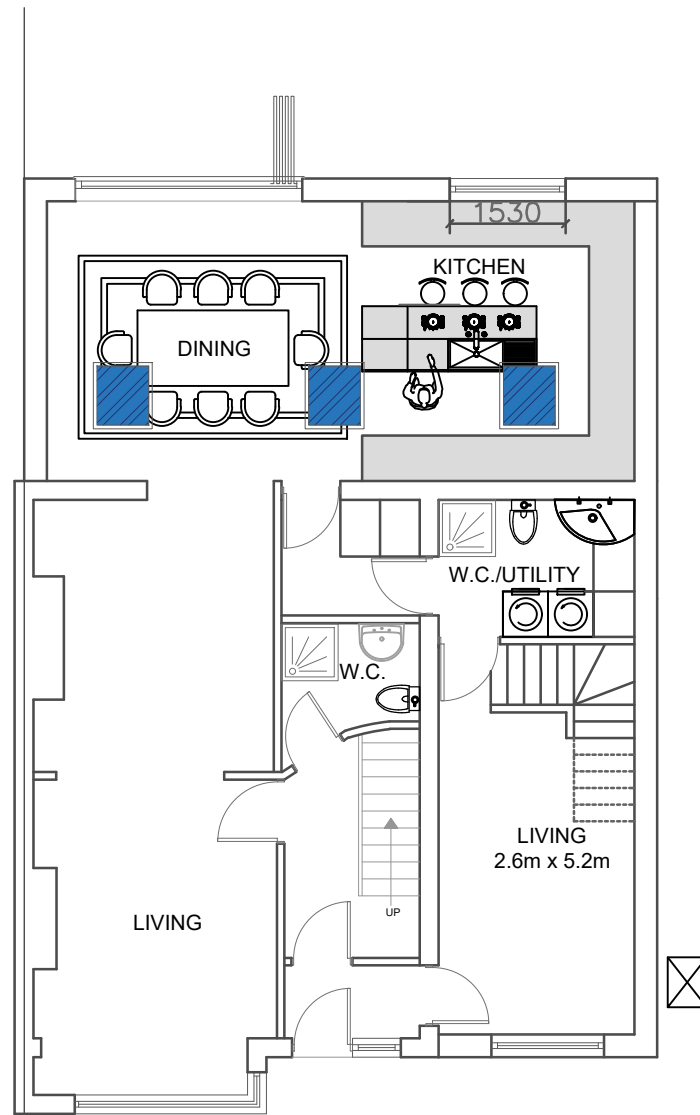 1530
KITCHEN
DINING
W.C./UTILITY
W.C.
LIVING
2.6m x 5.2m
UP
LIVING